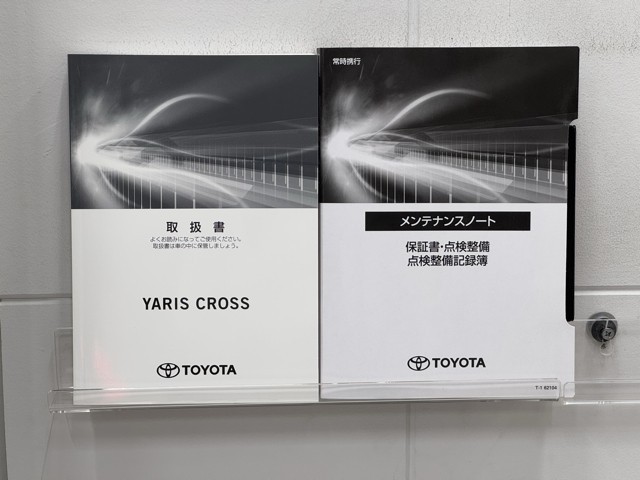 取扱書
よくお読みになってご使用ください。
取扱書は車の中に保管しましょう。
YARIS CROSS
TOYOTA
常時携行
メンテナンスノート
保証書・点検整備
点検整備記録簿
TOYOTA
T-1 62104